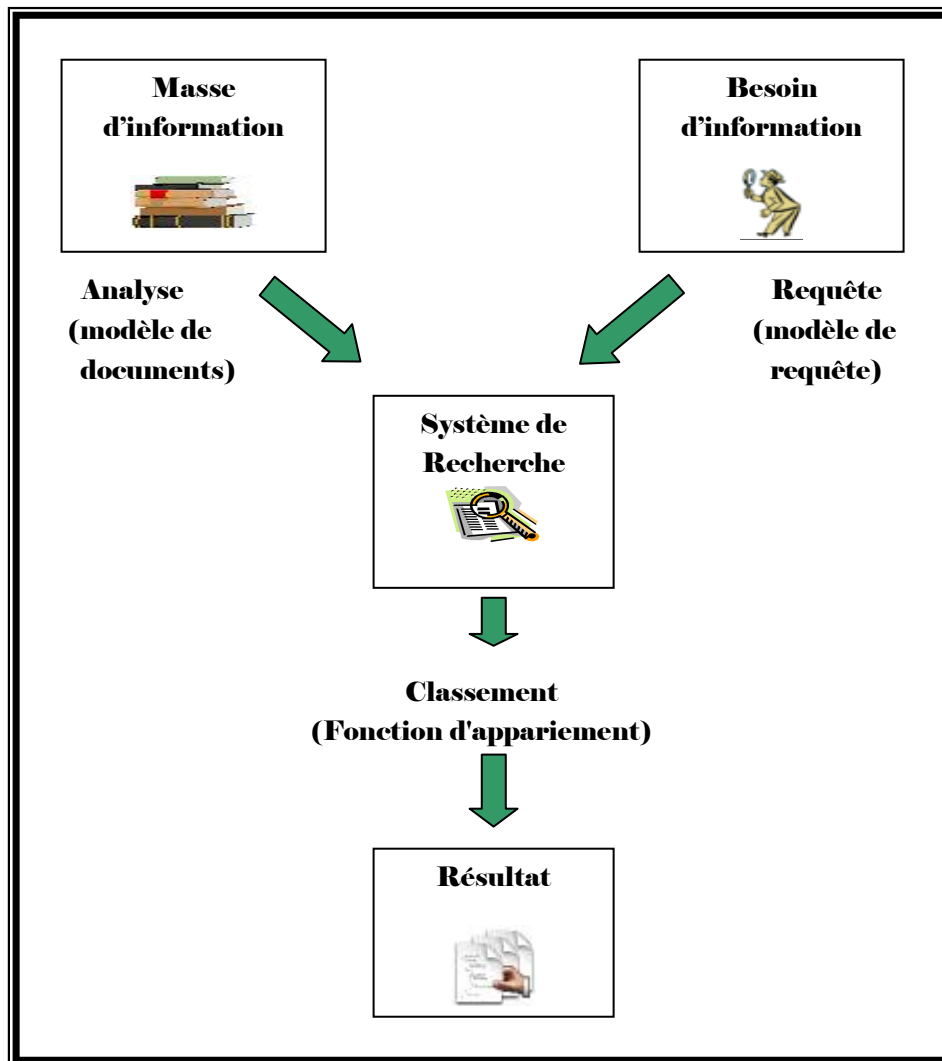 Masse
d'information
Besoin
d'information
Analyse
(modèle de
documents)
Requête
(modèle de
requête)
Système de
Recherche
Classement
(Fonction d'appariement)
Résultat